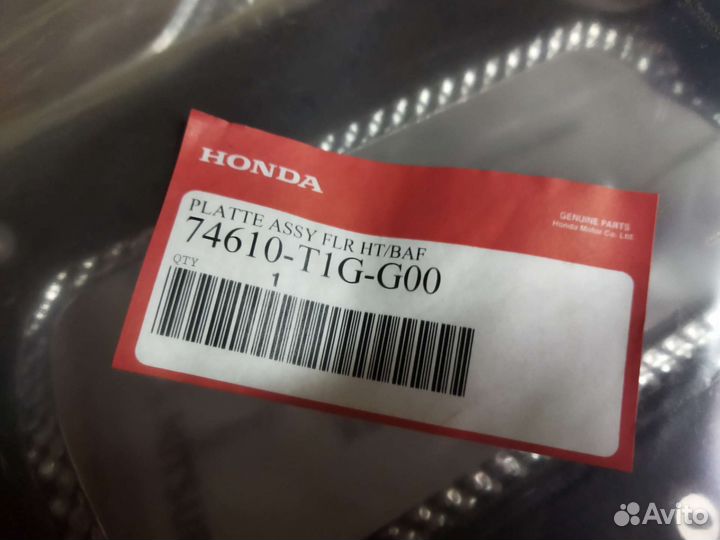 HONDA
GENUINE PARTS
Honda Motor Co. Ltd.
PLATTE ASSY FLR HT/BAF
74610-T1G-G00
QTY
1
Avito